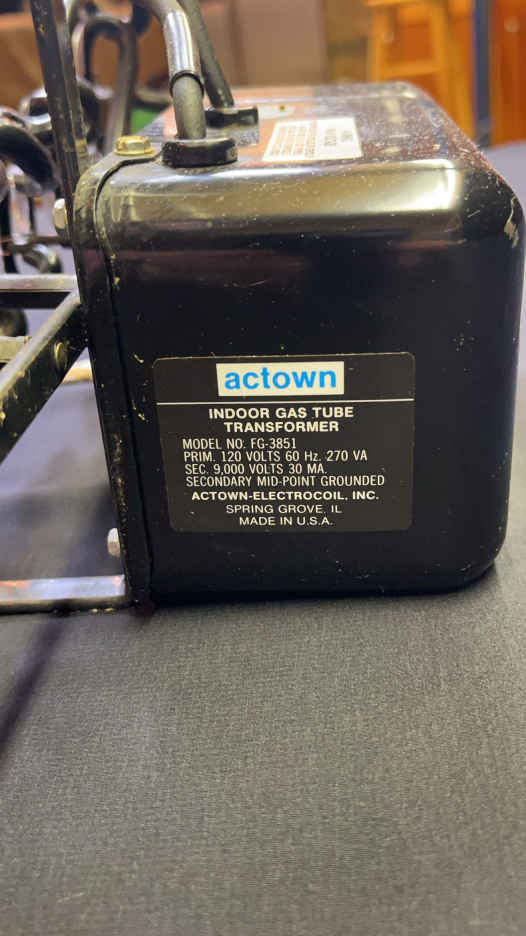 actown
INDOOR GAS TUBE
TRANSFORMER
MODEL NO. FG-3851
PRIM. 120 VOLTS 60 Hz. 270 VA
SEC. 9,000 VOLTS 30 MA.
SECONDARY MID-POINT GROUNDED
ACTOWN-ELECTROCOIL, INC.
SPRING GROVE, IL
MADE IN U.S.A.